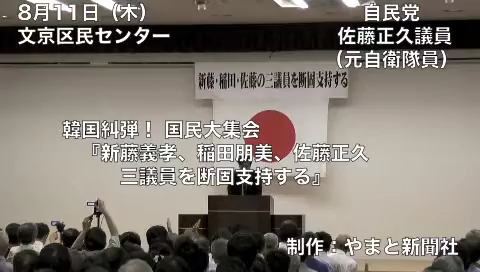 8月11日（木）
文京区民センター
自民党
佐藤正久議員
（元自衛隊員）
新藤・稲田・佐藤の三議員を断固支持する
韓国糾弾！ 国民大集会
『新藤義孝、稲田朋美、佐藤正久
三議員を断固支持する』
制作：やまと新聞社